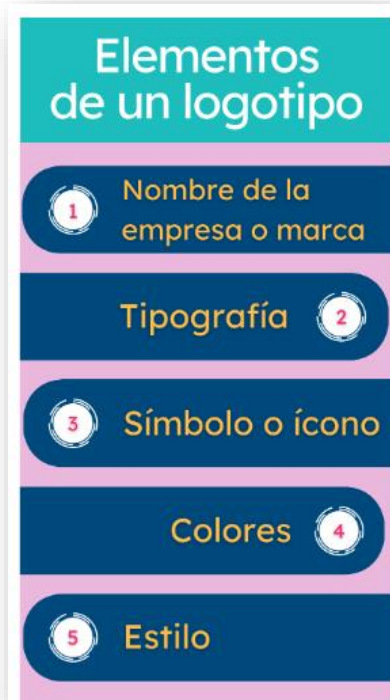 Elementos
de un logotipo
1
Nombre de la
empresa o marca
Tipografía
2
3
Símbolo o ícono
Colores
4
5
Estilo